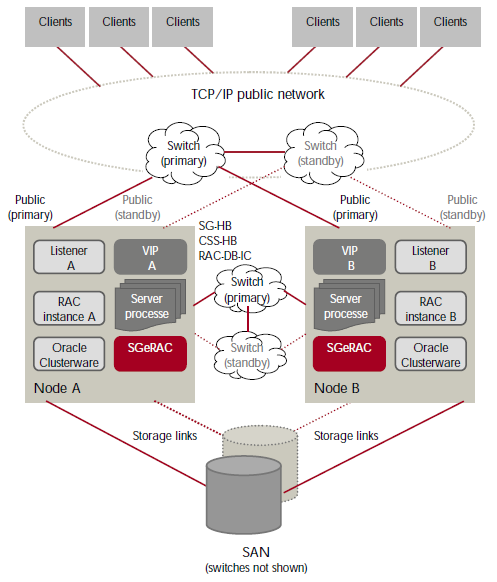 Clients
Clients
Clients
Clients
Clients
Clients
TCP/IP public network
Switch
(primary)
Switch
(standby)
Public
(primary)
Public
(standby)
Public
(primary)
Public
(standby)
SG-HB
CSS-HB
RAC-DB-IC
Listener
A
VIP
A
RAC
instance A
Server
processe
Oracle
Clusterware
SGeRAC
Node A
Switch
(primary)
Switch
(standby)
VIP
B
Listener
B
Server
processe
RAC
instance B
SGeRAC
Oracle
Clusterware
Node B
Storage links
Storage links
SAN
(switches not shown)